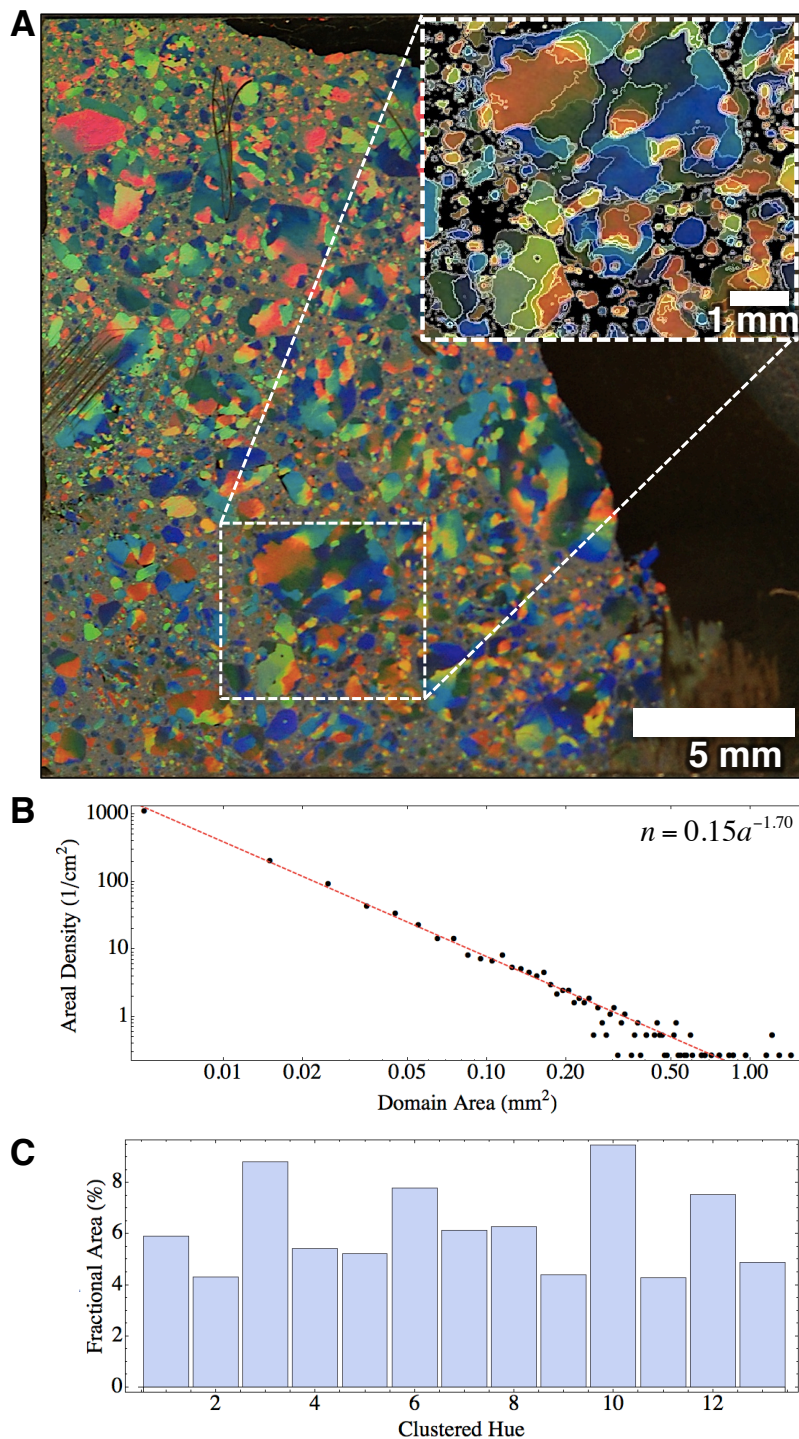 A
1 mm
5 mm
B
n = 0.15a^{-1.70}
1000
100
10
1
Areal Density (1/cm²)
0.01 0.02 0.05 0.10 0.20 0.50 1.00
Domain Area (mm²)
C
8
6
4
2
0
Fractional Area (%)
2 4 6 8 10 12
Clustered Hue